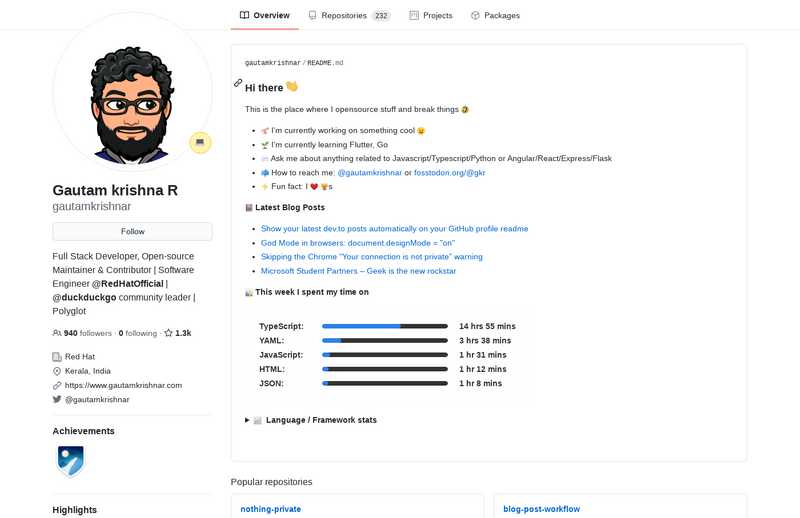 Overview
Repositories 232
Projects
Packages
gautamkrishnar/README.md
Hi there 👋
This is the place where I opensource stuff and break things 🤣
I'm currently working on something cool 😉
🌱 I'm currently learning Flutter, Go
💬 Ask me about anything related to Javascript/Typescript/Python or Angular/React/Express/Flask
📫 How to reach me: @gautamkrishnar or fosstodon.org/@gkr
⚡ Fun fact: I ❤️ s
Latest Blog Posts
Show your latest dev.to posts automatically on your GitHub profile readme
God Mode in browsers: document.designMode = "on"
Skipping the Chrome "Your connection is not private" warning
Microsoft Student Partners – Geek is the new rockstar
📊 This week I spent my time on
TypeScript: 14 hrs 55 mins
YAML: 3 hrs 38 mins
JavaScript: 1 hr 31 mins
HTML: 1 hr 12 mins
JSON: 1 hr 8 mins
Language / Framework stats
Gautam krishna R
gautamkrishnar
Follow
Full Stack Developer, Open-source
Maintainer & Contributor | Software
Engineer @RedHatOfficial |
@duckduckgo community leader |
Polyglot
940 followers · 0 following · 1.3k
Red Hat
Kerala, India
https://www.gautamkrishnar.com
@gautamkrishnar
Achievements
Highlights
Popular repositories
nothing-private
blog-post-workflow